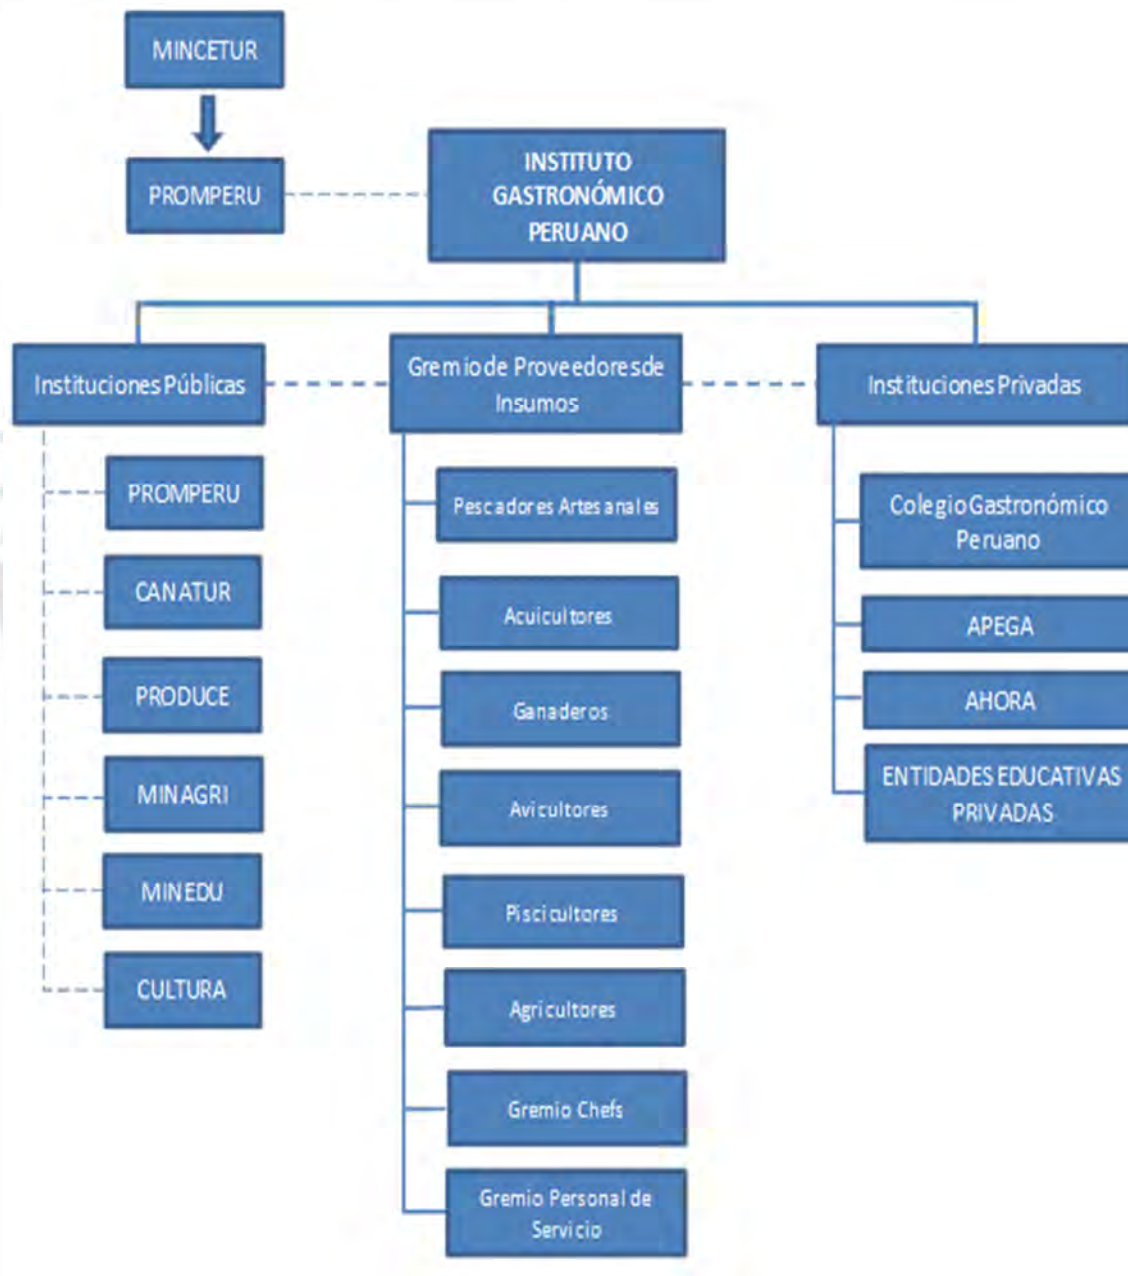 MINCETUR
PROMPERU
INSTITUTO
GASTRONÓMICO
PERUANO
Instituciones Públicas
PROMPERU
CANATUR
PRODUCE
MINAGRI
MINEDU
CULTURA
Gremio de Proveedores de
Insumos
Pescadores Artesanales
Acuicultores
Ganaderos
Avicultores
Piscicultores
Agricultores
Gremio Chefs
Gremio Personal de
Servicio
Instituciones Privadas
Colegio Gastronómico
Peruano
APEGA
AHORA
ENTIDADES EDUCATIVAS
PRIVADAS